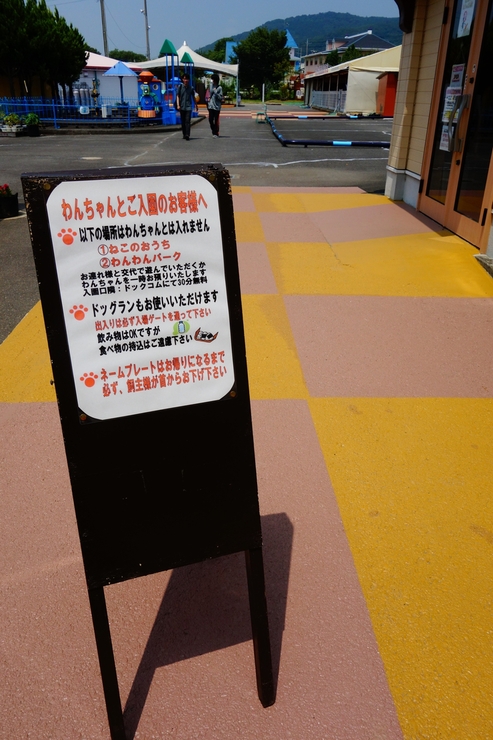 わんちゃんとご入園のお客様へ
以下の場所はわんちゃんとは入れません
①ねこのおうち
②わんわんパーク
お連れ様と交代で遊んでいただくか
わんちゃんを一時お預りいたします
入園口隣:ドックコムにて30分無料
ドッグランもお使いいただけます
出入りは必ず入場ゲートを通って下さい
飲み物はOKですが
食べ物の持込はご遠慮下さい
ネームプレートはお帰りになるまで
必ず、飼主様が首からお下げ下さい